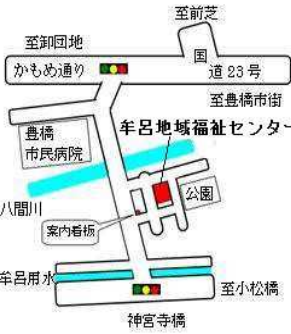 至前芝
至卸団地
かもめ通り
国道23号
至豊橋市街
豊橋
市民病院
牟呂地域福祉センター
公園
八間川
案内看板
牟呂用水
至小松橋
神宮寺橋